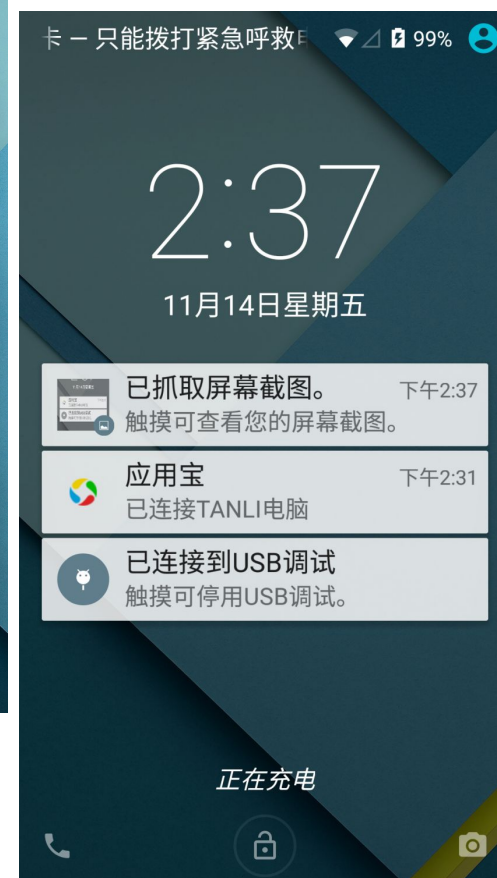 卡 — 只能拨打紧急呼救 99%
2:37
11月14日星期五
已抓取屏幕截图。 下午2:37
触摸可查看您的屏幕截图。
应用宝 下午2:31
已连接TANLI电脑
已连接到USB调试
触摸可停用USB调试。
正在充电